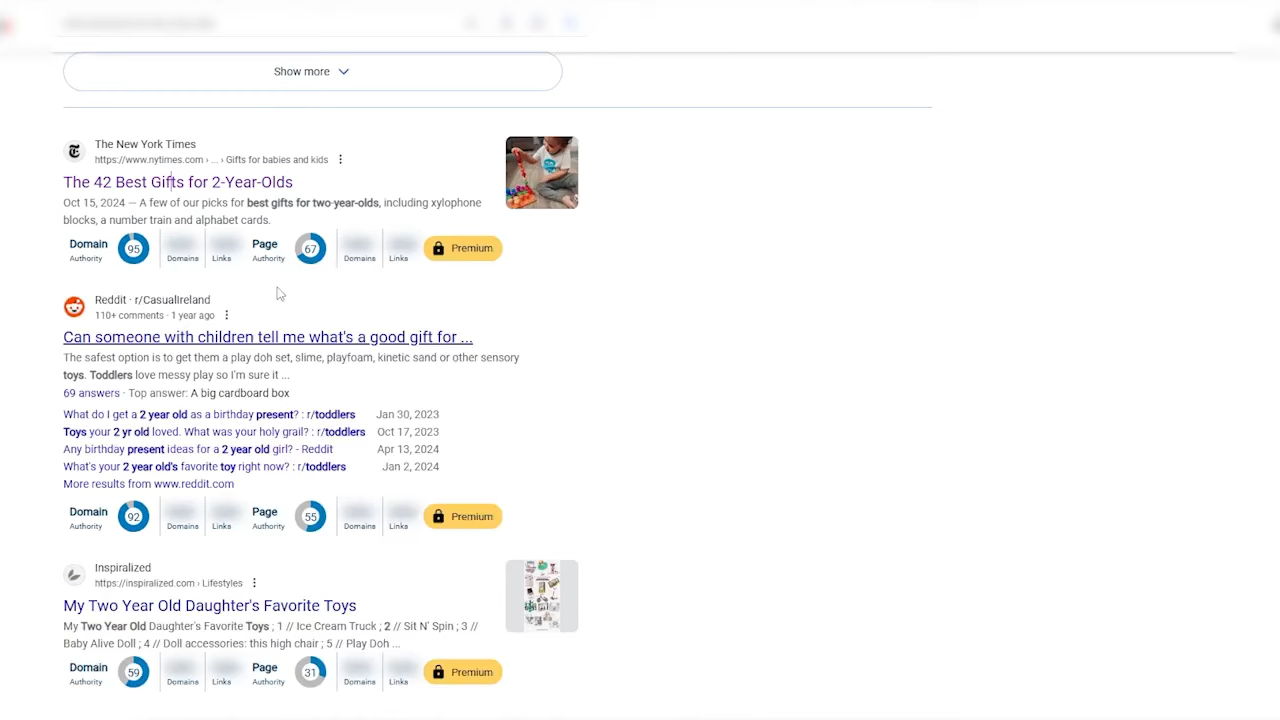 Show more
The New York Times
https://www.nytimes.com › ... › Gifts for babies and kids
The 42 Best Gifts for 2-Year-Olds
Oct 15, 2024 — A few of our picks for best gifts for two-year-olds, including xylophone
blocks, a number train and alphabet cards.
Domain Authority 95 Domains Links Page Authority 67 Domains Links Premium
Reddit · r/CasualIreland
110+ comments · 1 year ago
Can someone with children tell me what's a good gift for ...
The safest option is to get them a play doh set, slime, playfoam, kinetic sand or other sensory
toys. Toddlers love messy play so I'm sure it ...
69 answers · Top answer: A big cardboard box
What do I get a 2 year old as a birthday present? : r/toddlers Jan 30, 2023
Toys your 2 yr old loved. What was your holy grail? : r/toddlers Oct 17, 2023
Any birthday present ideas for a 2 year old girl? - Reddit Apr 13, 2024
What's your 2 year old's favorite toy right now? : r/toddlers Jan 2, 2024
More results from www.reddit.com
Domain Authority 92 Domains Links Page Authority 55 Domains Links Premium
Inspiralized
https://inspiralized.com › Lifestyles
My Two Year Old Daughter's Favorite Toys
My Two Year Old Daughter's Favorite Toys ; 1 // Ice Cream Truck ; 2 // Sit N' Spin ; 3 //
Baby Alive Doll ; 4 // Doll accessories: this high chair ; 5 // Play Doh ...
Domain Authority 59 Domains Links Page Authority 31 Domains Links Premium